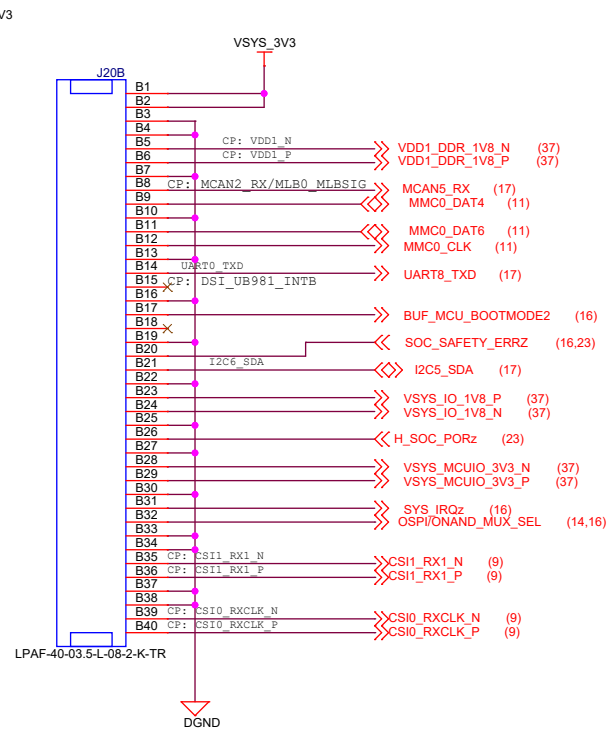 V3
VSYS_3V3
J20B
B1
B2
B3
B4
B5 CP: VDD1_N VDD1_DDR_1V8_N (37)
B6 CP: VDD1_P VDD1_DDR_1V8_P (37)
B7
B8 CP: MCAN2_RX/MLB0_MLBSIG MCAN5_RX (17)
B9 MMC0_DAT4 (11)
B10
B11 MMC0_DAT6 (11)
B12 MMC0_CLK (11)
B13
B14 UART0_TXD UART8_TXD (17)
B15 CP: DSI_UB981_INTB
B16
B17 BUF_MCU_BOOTMODE2 (16)
B18
B19
B20 SOC_SAFETY_ERRZ (16,23)
B21 I2C6_SDA I2C5_SDA (17)
B22
B23 VSYS_IO_1V8_P (37)
B24 VSYS_IO_1V8_N (37)
B25
B26 H_SOC_PORz (23)
B27
B28 VSYS_MCUIO_3V3_N (37)
B29 VSYS_MCUIO_3V3_P (37)
B30
B31 SYS_IRQz (16)
B32 OSPI/ONAND_MUX_SEL (14,16)
B33
B34
B35 CP: CSI1_RX1_N CSI1_RX1_N (9)
B36 CP: CSI1_RX1_P CSI1_RX1_P (9)
B37
B38
B39 CP: CSI0_RXCLK_N CSI0_RXCLK_N (9)
B40 CP: CSI0_RXCLK_P CSI0_RXCLK_P (9)
LPAF-40-03.5-L-08-2-K-TR
DGND